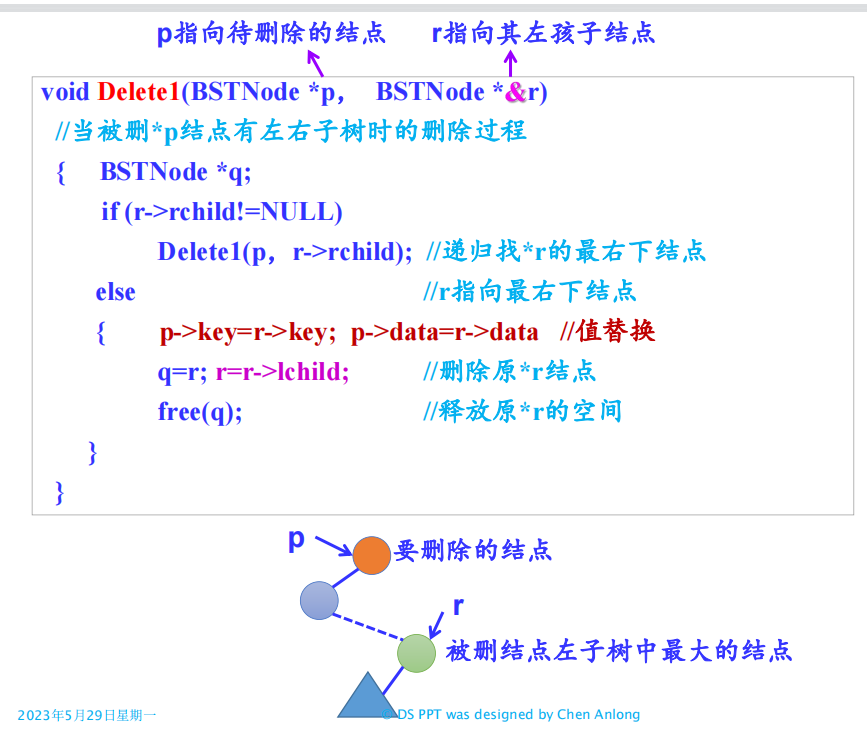 p指向待删除的结点 r指向其左孩子结点
void Delete1(BSTNode *p， BSTNode *&r)
//当被删*p结点有左右子树时的删除过程
{ BSTNode *q;
if (r->rchild!=NULL)
Delete1(p，r->rchild); //递归找*r的最右下结点
else //r指向最右下结点
{ p->key=r->key; p->data=r->data //值替换
q=r; r=r->lchild; //删除原*r结点
free(q); //释放原*r的空间
}
}
p 要删除的结点
r
被删结点左子树中最大的结点
2023年5月29日星期一 © DS PPT was designed by Chen Anlong